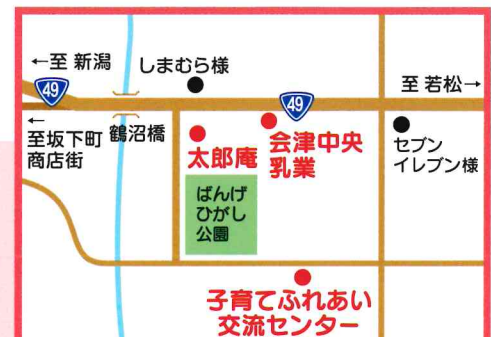 ←至 新潟
しまむら様
49
49
至 若松→
←
至坂下町
商店街
鶴沼橋
太郎庵
会津中央
乳業
セブン
イレブン様
ばんげ
ひがし
公園
子育てふれあい
交流センター